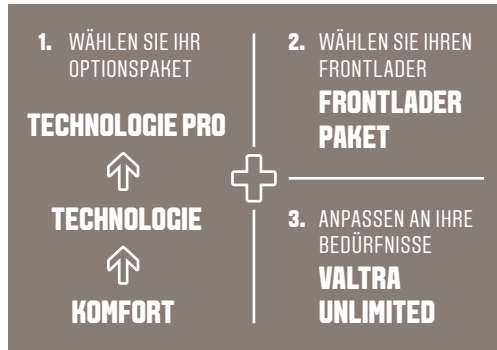 1. WÄHLEN SIE IHR
OPTIONSPAKET
TECHNOLOGIE PRO
TECHNOLOGIE
KOMFORT
2. WÄHLEN SIE IHREN
FRONTLADER
FRONTLADER
PAKET
3. ANPASSEN AN IHRE
BEDÜRFNISSE
VALTRA
UNLIMITED